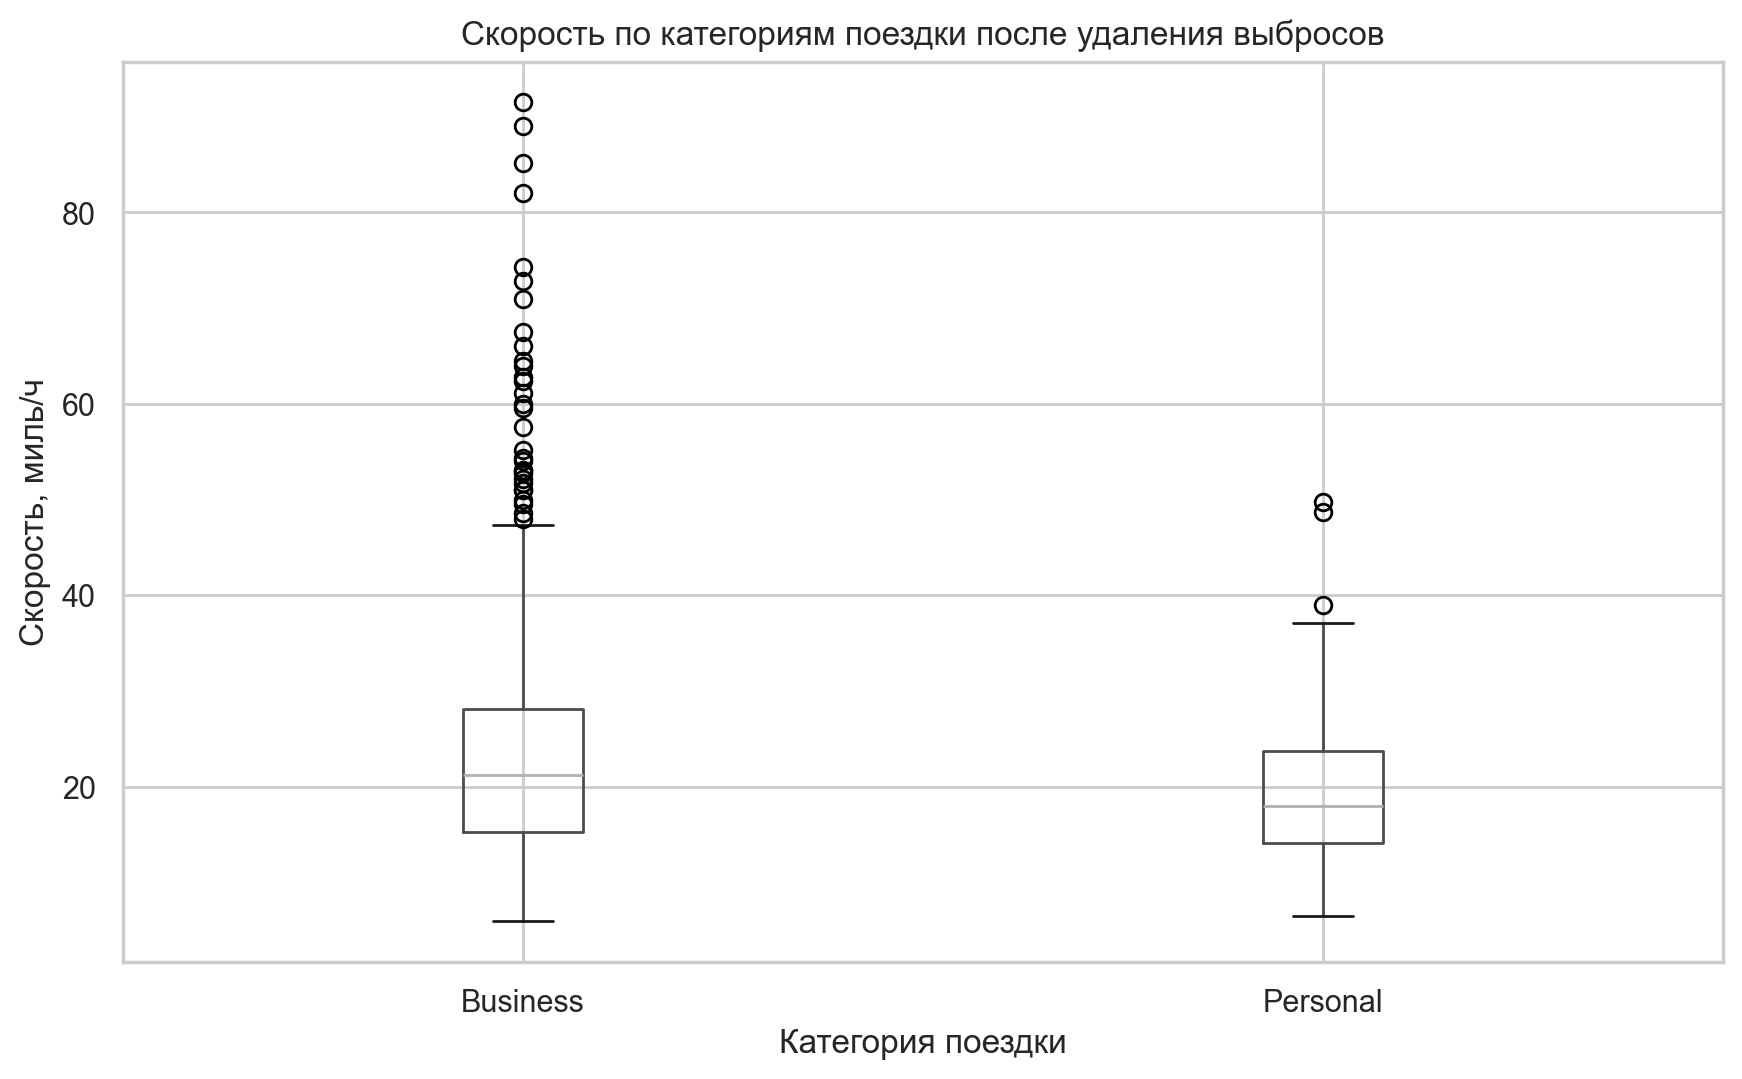 Скорость по категориям поездки после удаления выбросов
Скорость, миль/ч
80
60
40
20
Business
Personal
Категория поездки